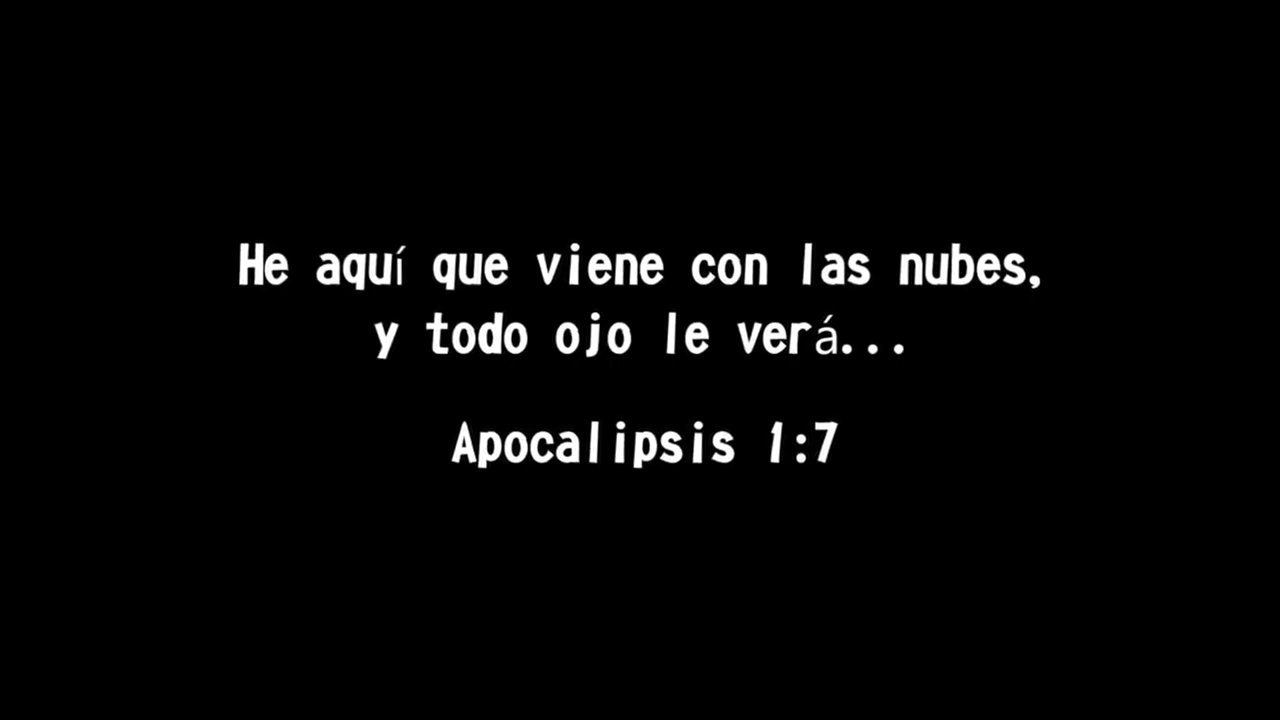 He aquí que viene con las nubes,
y todo ojo le verá...
Apocalipsis 1:7